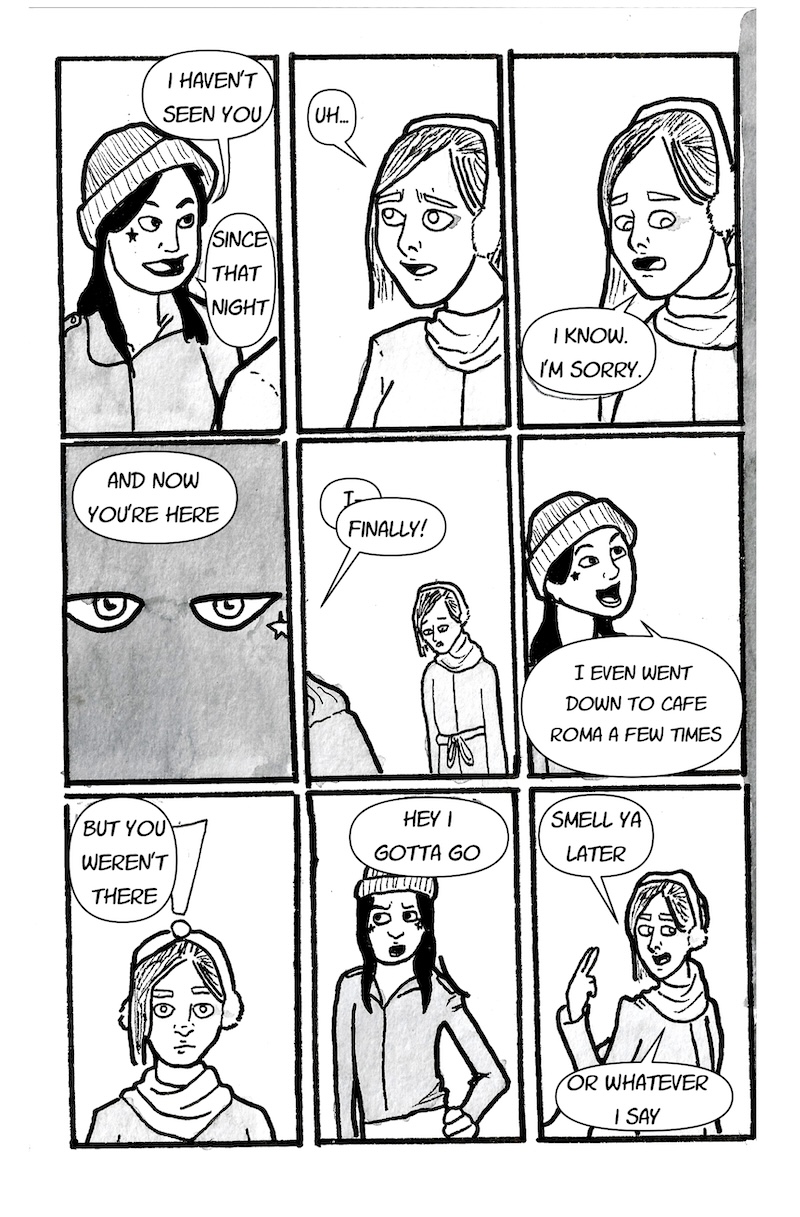 I HAVEN'T
SEEN YOU
SINCE
THAT
NIGHT
UH...
I KNOW.
I'M SORRY.
AND NOW
YOU'RE HERE
I-
FINALLY!
I EVEN WENT
DOWN TO CAFE
ROMA A FEW TIMES
BUT YOU
WEREN'T
THERE
!
HEY I
GOTTA GO
SMELL YA
LATER
OR WHATEVER
I SAY